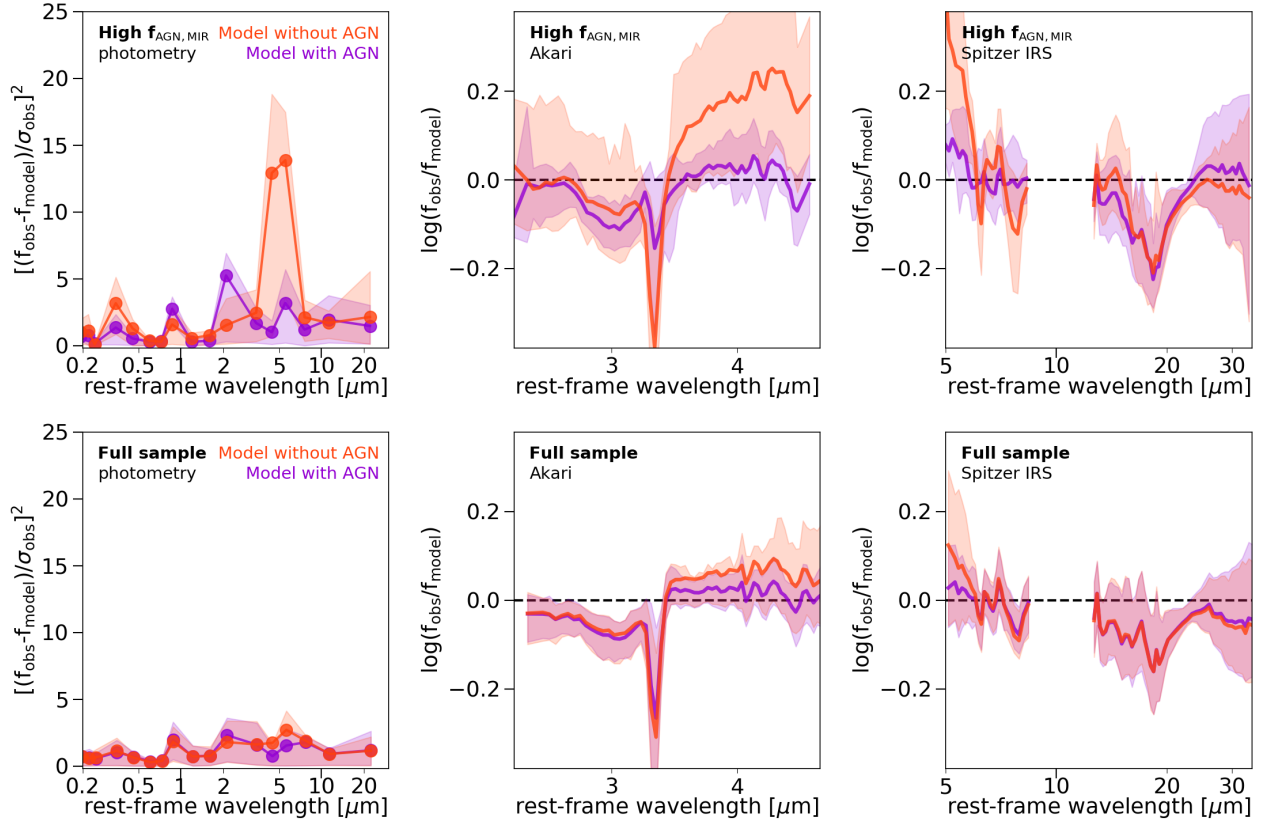 High f_AGN, MIR Model without AGN
photometry Model with AGN
[(f_obs-f_model)/σ_obs]²
25
20
15
10
5
0
0.2 0.5 1 2 5 10 20
rest-frame wavelength [μm]
High f_AGN, MIR
Akari
log(f_obs/f_model)
0.2
0.0
−0.2
3 4
rest-frame wavelength [μm]
High f_AGN, MIR
Spitzer IRS
log(f_obs/f_model)
0.2
0.0
−0.2
5 10 20 30
rest-frame wavelength [μm]
Full sample Model without AGN
photometry Model with AGN
[(f_obs-f_model)/σ_obs]²
25
20
15
10
5
0
0.2 0.5 1 2 5 10 20
rest-frame wavelength [μm]
Full sample
Akari
log(f_obs/f_model)
0.2
0.0
−0.2
3 4
rest-frame wavelength [μm]
Full sample
Spitzer IRS
log(f_obs/f_model)
0.2
0.0
−0.2
5 10 20 30
rest-frame wavelength [μm]